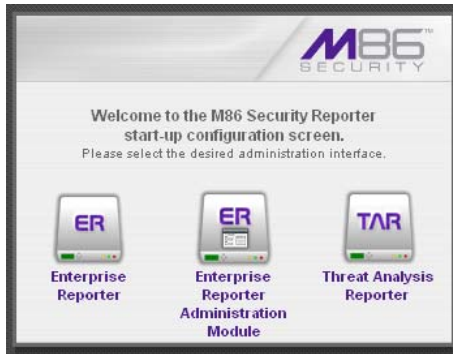 M86™
SECURITY
Welcome to the M86 Security Reporter
start-up configuration screen.
Please select the desired administration interface.
ER
ER
TAR
Enterprise
Reporter
Enterprise
Reporter
Administration
Module
Threat Analysis
Reporter